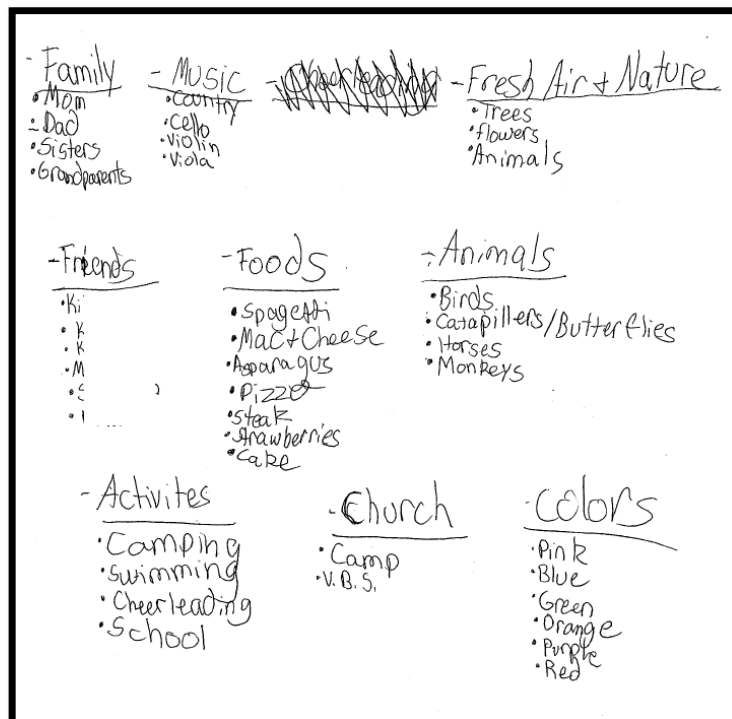 - Family
• Mom
• Dad
• Sisters
• Grandparents
- Music
• Country
• Cello
• Violin
• Viola
- Cheerleading
- Fresh Air + Nature
• Trees
• flowers
• Animals
- Friends
• Ki
• K
• K
• M
• S
- Foods
• Spagetti
• Mac + Cheese
• Asparagus
• Pizza
• Steak
• Strawberries
• Cake
- Animals
• Birds
• Catapillers/Butterflies
• Horses
• Monkeys
- Activites
• Camping
• Swimming
• Cheerleading
• School
- Church
• Camp
• V.B.S.
- Colors
• Pink
• Blue
• Green
• Orange
• Purple
• Red